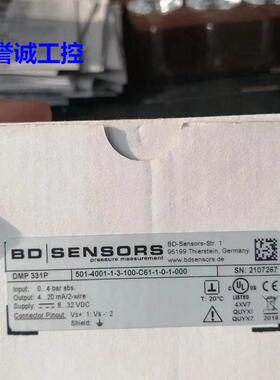 誉诚工控
BD|SENSORS
pressure measurement
BD-Sensors-Str. 1
95199 Thierstein, Germany
www.bdsensors.de
DMP 331P
501-4001-1-3-100-C61-1-0-1-000
SN: 2107267
Input: 0...4 bar abs.
Output: 4...20 mA/2-wire
Supply: 8...32 VDC
Connector Pinout: Vs+: 1; Vs-: 2;
Shield:
T: 20°C
LISTED
4XV7
QUYX
QUYX7
2019